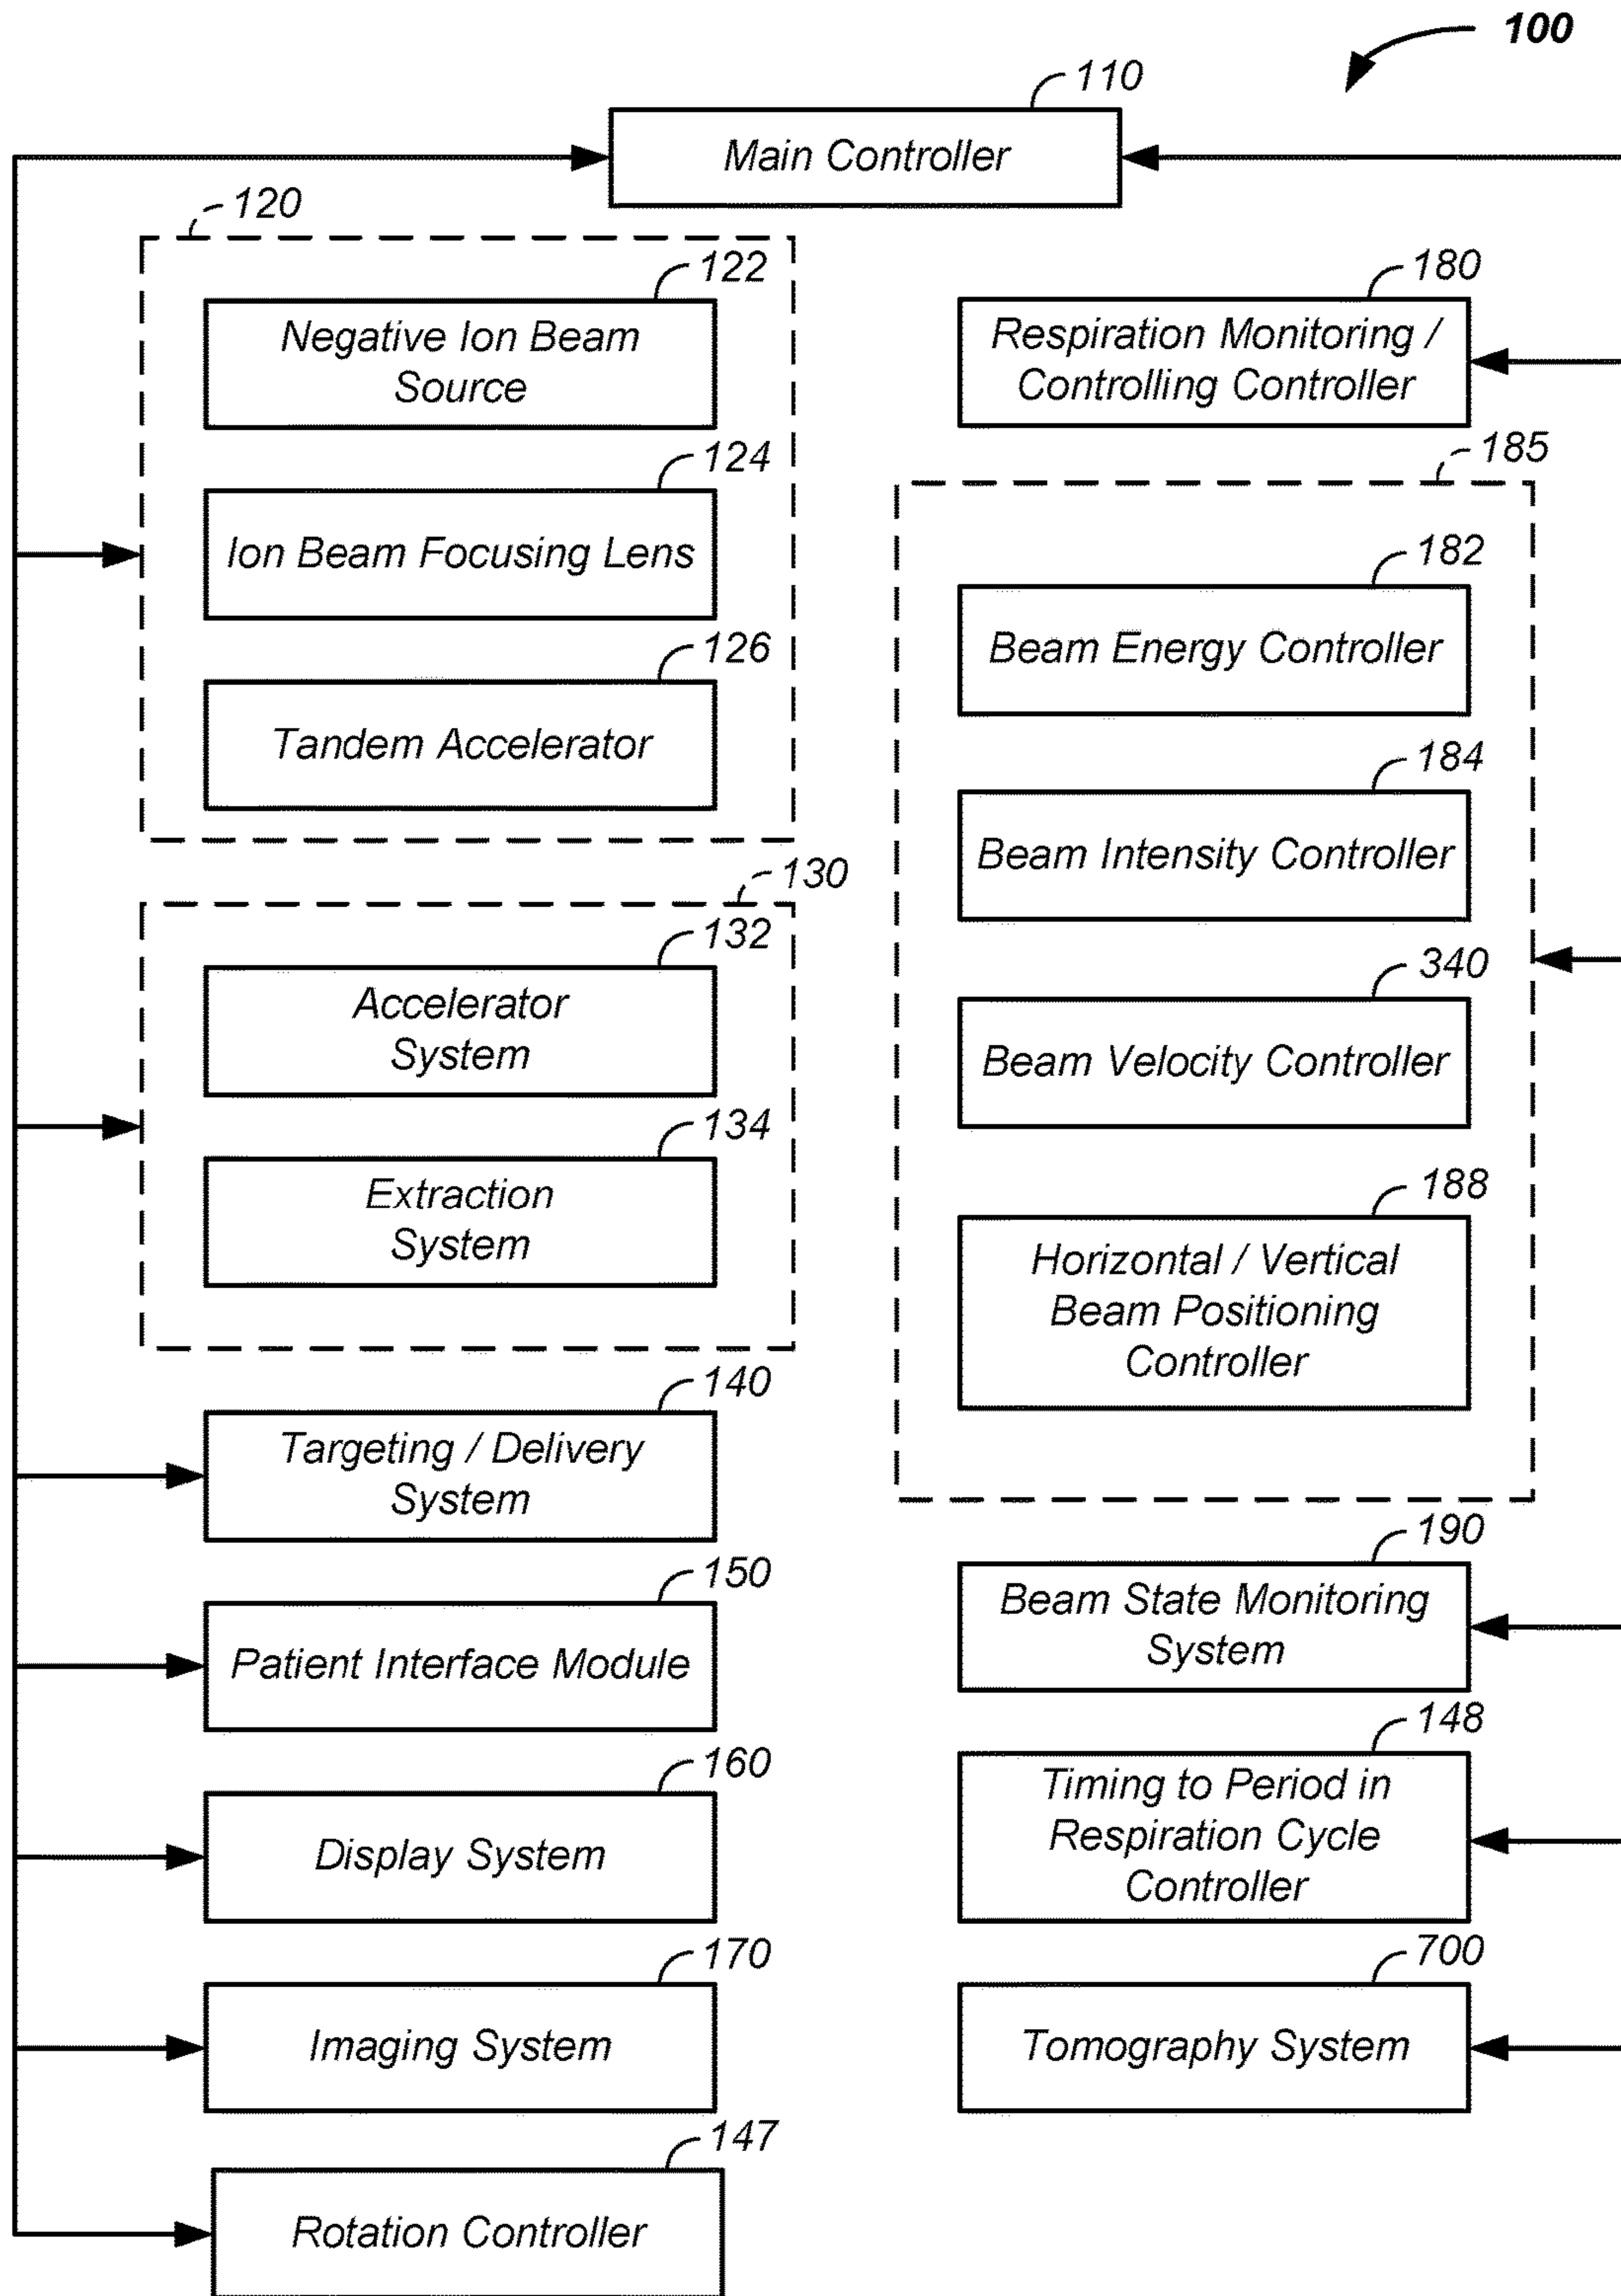 100
110
Main Controller
120
122
Negative Ion Beam
Source
124
Ion Beam Focusing Lens
126
Tandem Accelerator
130
132
Accelerator
System
134
Extraction
System
140
Targeting / Delivery
System
150
Patient Interface Module
160
Display System
170
Imaging System
147
Rotation Controller
180
Respiration Monitoring /
Controlling Controller
185
182
Beam Energy Controller
184
Beam Intensity Controller
340
Beam Velocity Controller
188
Horizontal / Vertical
Beam Positioning
Controller
190
Beam State Monitoring
System
148
Timing to Period in
Respiration Cycle
Controller
700
Tomography System